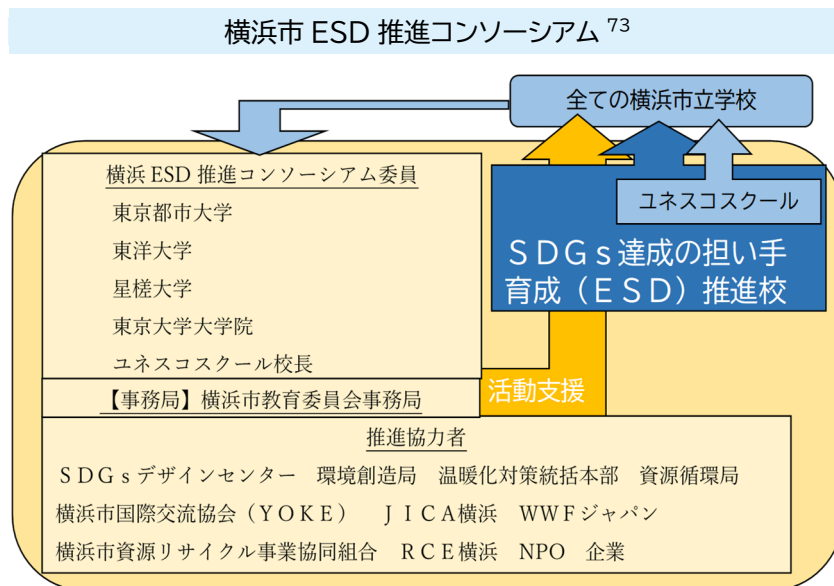 横浜市 ESD 推進コンソーシアム 73
全ての横浜市立学校
横浜 ESD 推進コンソーシアム委員
東京都市大学
東洋大学
星槎大学
東京大学大学院
ユネスコスクール校長
ユネスコスクール
SDGs達成の担い手
育成(ESD)推進校
活動支援
【事務局】横浜市教育委員会事務局
推進協力者
SDGsデザインセンター 環境創造局 温暖化対策統括本部 資源循環局
横浜市国際交流協会(YOKE) JICA横浜 WWFジャパン
横浜市資源リサイクル事業協同組合 RCE横浜 NPO 企業